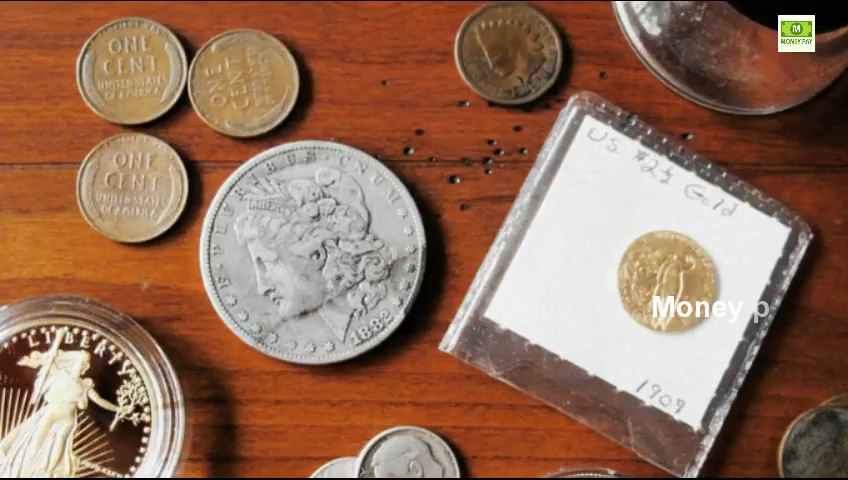 ONE
CENT
UNITED STATES
OF AMERICA
ONE
CENT
UNITED STATES
OF AMERICA
M
MONEY PAY
US $2½ Gold
ONE
CENT
UNITED STATES
OF AMERICA
E·PLURIBUS·UNUM
LIBERTY
1882
Money p
LIBERTY
1909